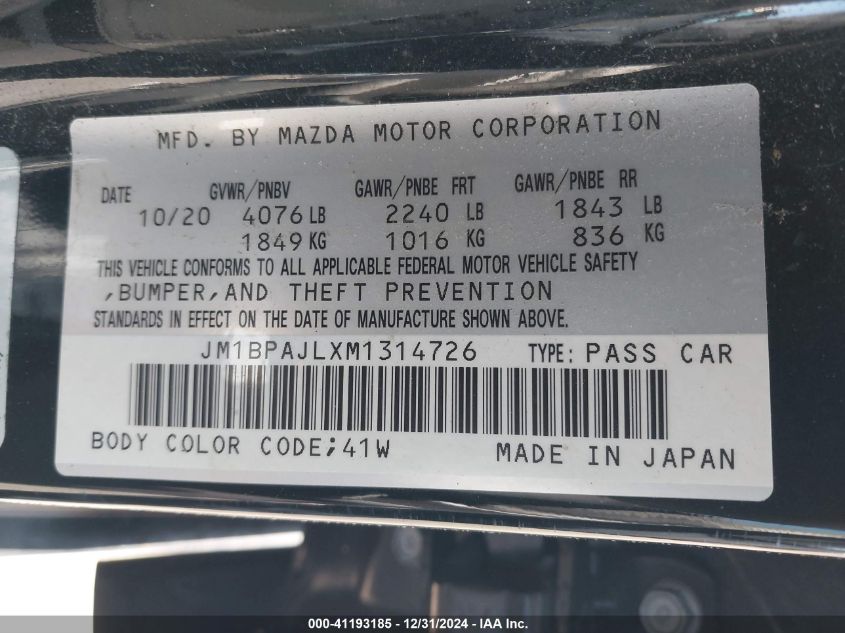 MFD. BY MAZDA MOTOR CORPORATION
DATE GVWR/PNBV GAWR/PNBE FRT GAWR/PNBE RR
10/20 4076 LB 2240 LB 1843 LB
1849 KG 1016 KG 836 KG
THIS VEHICLE CONFORMS TO ALL APPLICABLE FEDERAL MOTOR VEHICLE SAFETY
,BUMPER,AND THEFT PREVENTION
STANDARDS IN EFFECT ON THE DATE OF MANUFACTURE SHOWN ABOVE.
JM1BPAJLXM1314726 TYPE: PASS CAR
BODY COLOR CODE;41W MADE IN JAPAN
000-41193185 - 12/31/2024 - IAA Inc.